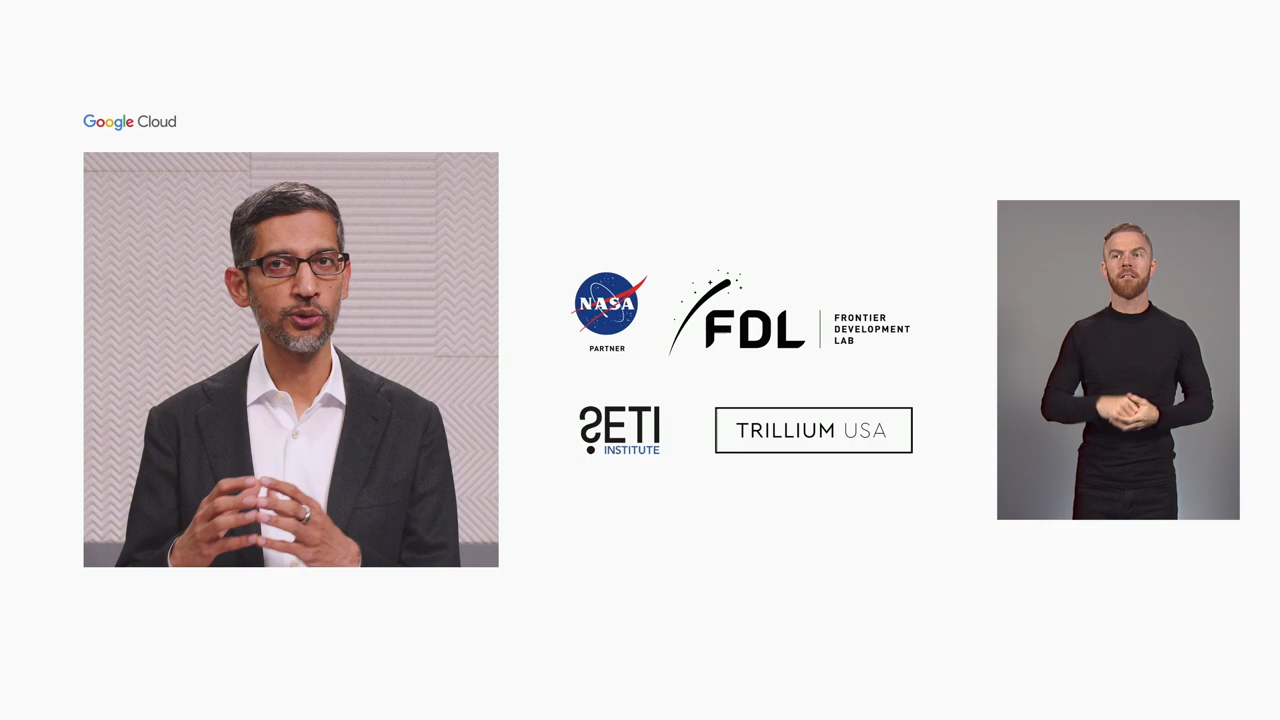 Google Cloud
NASA
PARTNER
FDL
FRONTIER
DEVELOPMENT
LAB
SETI
INSTITUTE
TRILLIUM USA